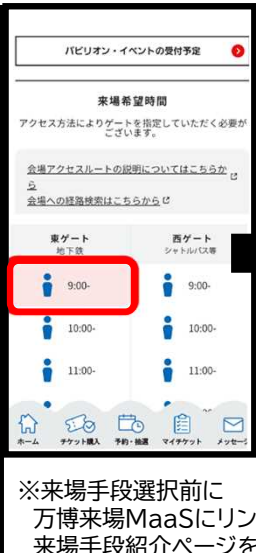 パビリオン・イベントの受付予定
来場希望時間
アクセス方法によりゲートを指定していただく必要が
ございます。
会場アクセスルートの説明についてはこちらか
ら
会場への経路検索はこちらから
東ゲート
地下鉄
西ゲート
シャトルバス等
9:00-
9:00-
10:00-
10:00-
11:00-
11:00-
ホーム
チケット購入
予約・抽選
マイチケット
メッセー
※来場手段選択前に
万博来場MaaSにリン
来場手段紹介ページを